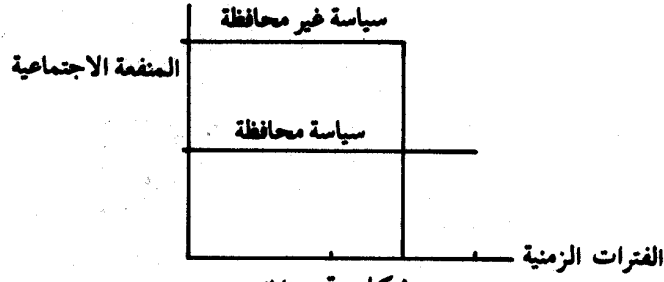 سياسة غير محافظة
المنفعة الاجتماعية
سياسة محافظة
الفترات الزمنية